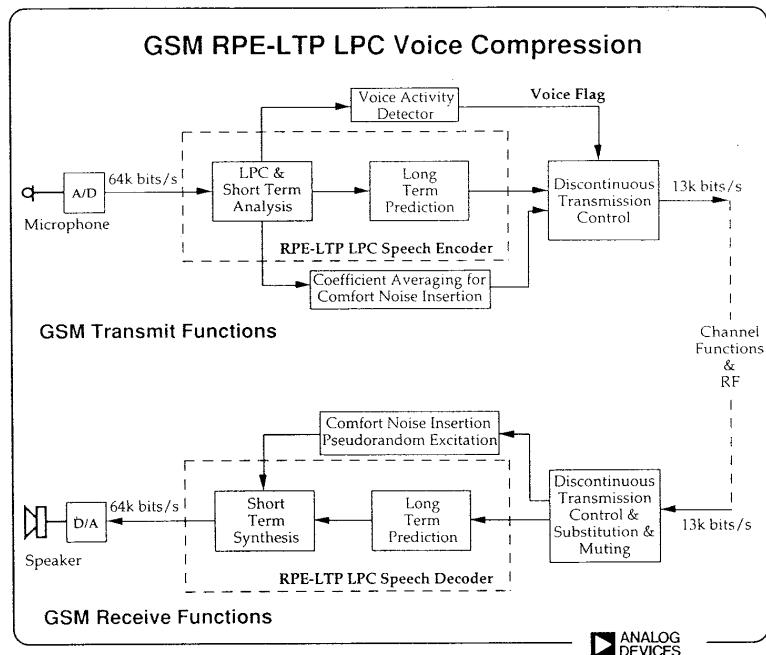 GSM RPE-LTP LPC Voice Compression
Voice Activity
Detector
Voice Flag
64k bits/s
A/D
Microphone
LPC &
Short Term
Analysis
Long
Term
Prediction
Discontinuous
Transmission
Control
13k bits/s
RPE-LTP LPC Speech Encoder
Coefficient Averaging for
Comfort Noise Insertion
GSM Transmit Functions
Channel
Functions
&
RF
Comfort Noise Insertion
Pseudorandom Excitation
64k bits/s
D/A
Speaker
Short
Term
Synthesis
Long
Term
Prediction
Discontinuous
Transmission
Control &
Substitution &
Muting
13k bits/s
RPE-LTP LPC Speech Decoder
GSM Receive Functions
ANALOG
DEVICES